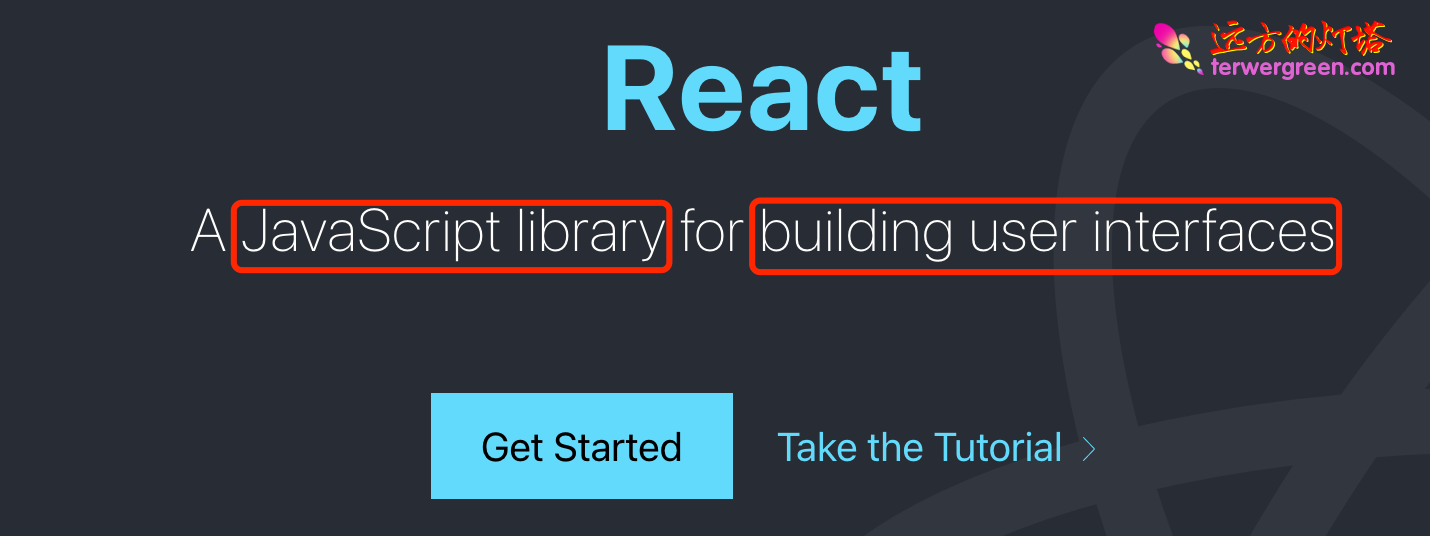 远方的灯塔
terwergreen.com
React
A JavaScript library for building user interfaces
Get Started
Take the Tutorial >